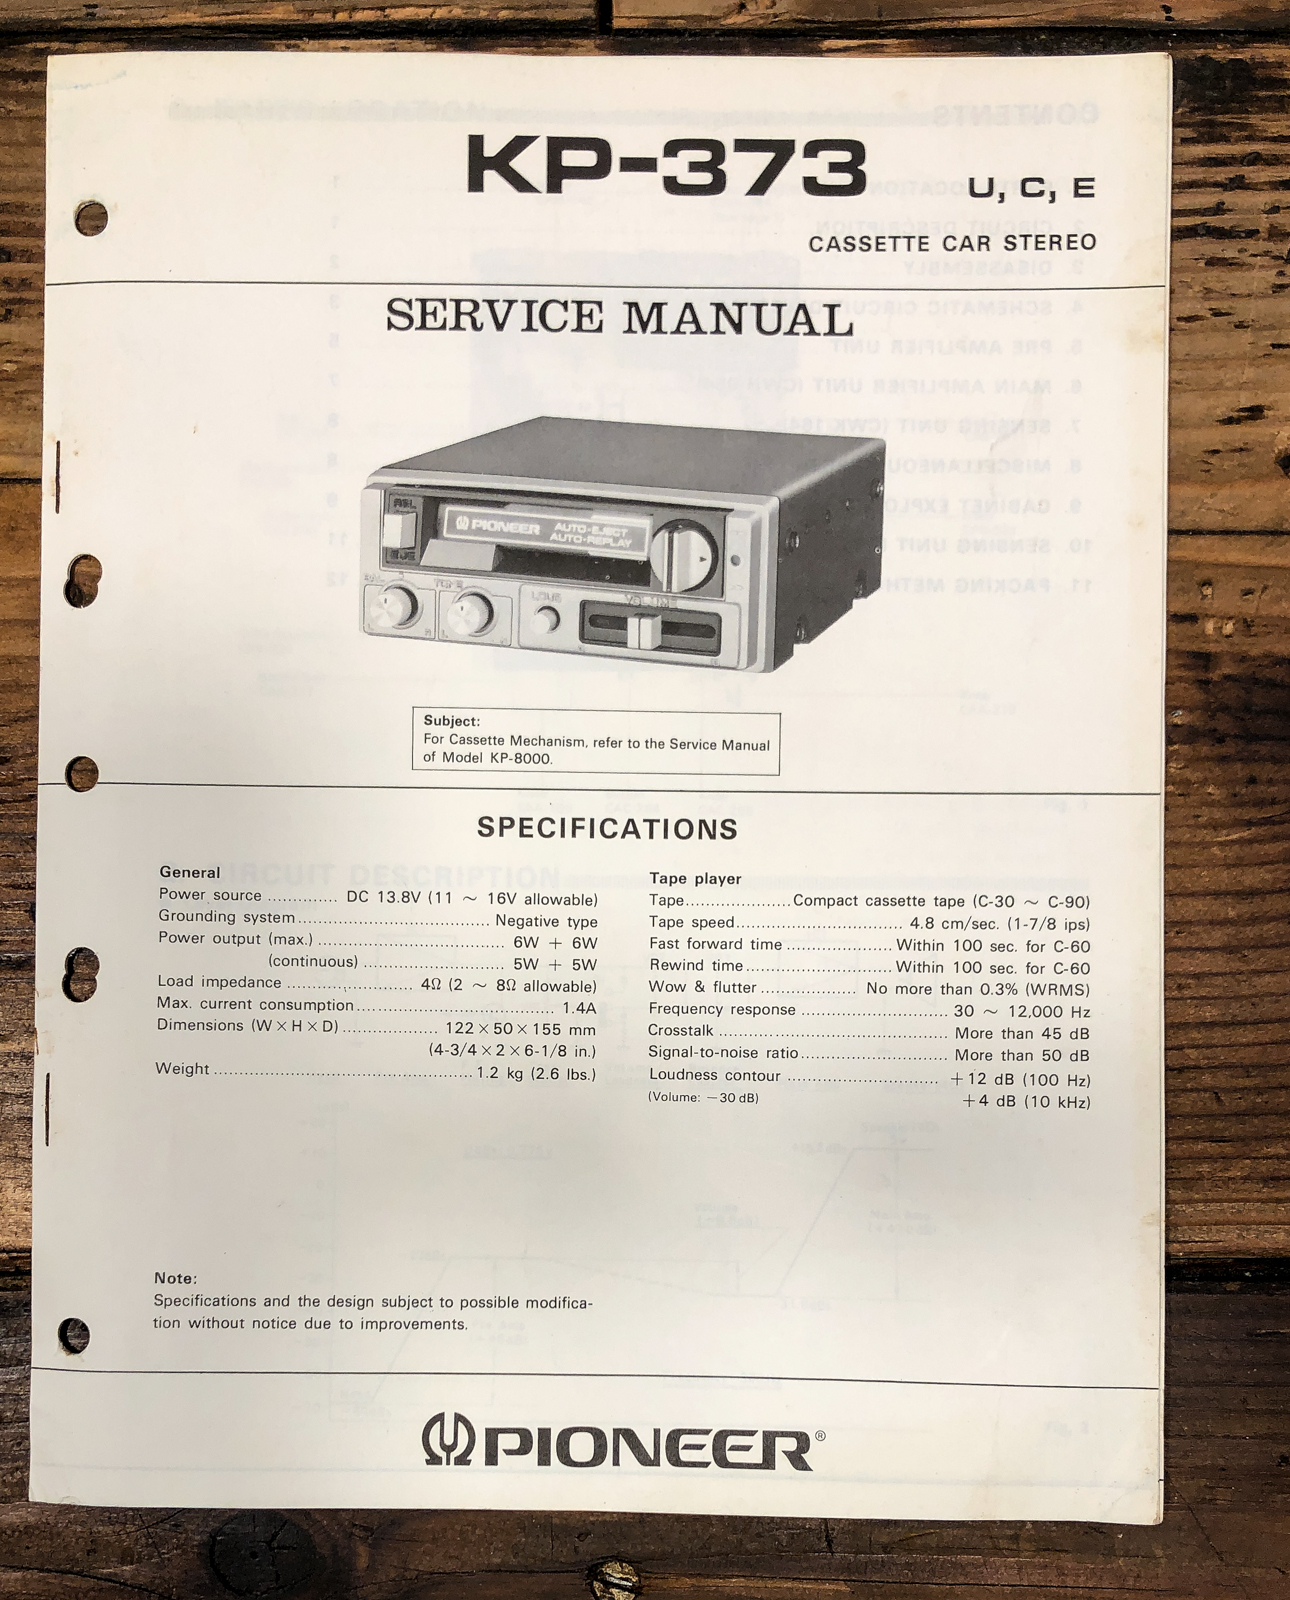 KP-373 U, C, E
CASSETTE CAR STEREO
SERVICE MANUAL
REL
EJE
PIONEER AUTO-EJECT
AUTO-REPLAY
BAL
TONE
LOUD
VOLUME
Subject:
For Cassette Mechanism, refer to the Service Manual
of Model KP-8000.
SPECIFICATIONS
General
Power source ............. DC 13.8V (11 ~ 16V allowable)
Grounding system................................... Negative type
Power output (max.) ................................... 6W + 6W
(continuous) .......................... 5W + 5W
Load impedance ....................... 4Ω (2 ~ 8Ω allowable)
Max. current consumption..................................... 1.4A
Dimensions (W×H×D).................. 122×50×155 mm
(4-3/4×2×6-1/8 in.)
Weight ................................................ 1.2 kg (2.6 lbs.)
Tape player
Tape....................Compact cassette tape (C-30 ~ C-90)
Tape speed............................... 4.8 cm/sec. (1-7/8 ips)
Fast forward time....................Within 100 sec. for C-60
Rewind time...........................Within 100 sec. for C-60
Wow & flutter .................. No more than 0.3% (WRMS)
Frequency response ........................... 30 ~ 12,000 Hz
Crosstalk .......................................... More than 45 dB
Signal-to-noise ratio........................... More than 50 dB
Loudness contour ............................ +12 dB (100 Hz)
(Volume: −30 dB) +4 dB (10 kHz)
Note:
Specifications and the design subject to possible modifica-
tion without notice due to improvements.
PIONEER®